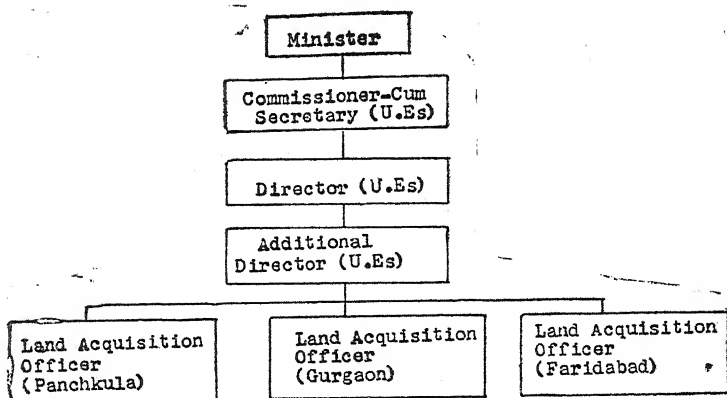 Minister
Commissioner-Cum
Secretary (U.Es)
Director (U.Es)
Additional
Director (U.Es)
Land Acquisition
Officer
(Panchkula)
Land Acquisition
Officer
(Gurgaon)
Land Acquisition
Officer
(Faridabad)